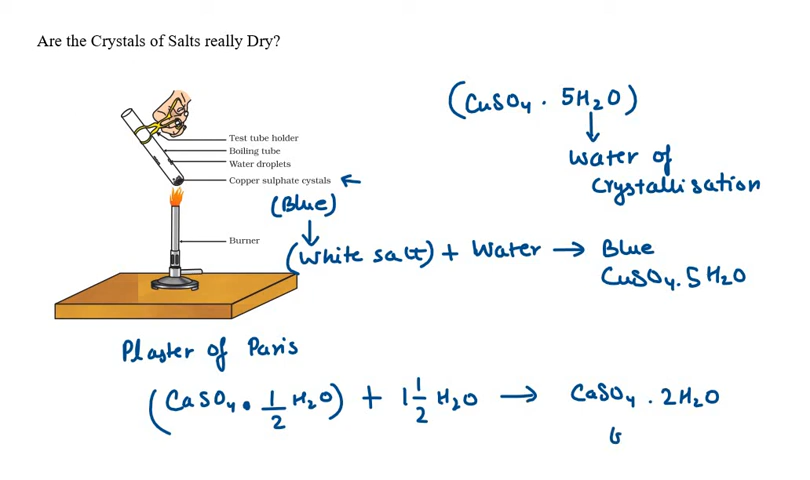 Are the Crystals of Salts really Dry?
(CuSO4 . 5H2O)
Water of
Crystallisation
Test tube holder
Boiling tube
Water droplets
Copper sulphate cystals
(Blue)
Burner
(White salt) + Water → Blue
CuSO4.5H2O
Plaster of Paris
(CaSO4 . 1/2 H2O) + 1 1/2 H2O → CaSO4 . 2H2O